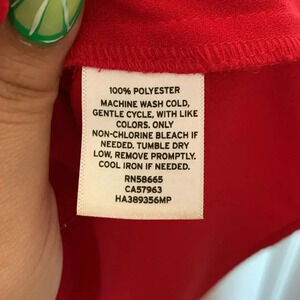 100% POLYESTER
MACHINE WASH COLD,
GENTLE CYCLE, WITH LIKE
COLORS. ONLY
NON-CHLORINE BLEACH IF
NEEDED. TUMBLE DRY
LOW, REMOVE PROMPTLY.
COOL IRON IF NEEDED.
RN58665
CA57963
HA389356MP